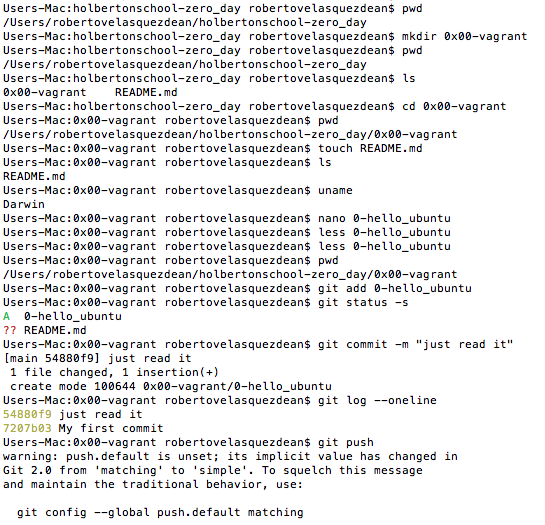 Users-Mac:holbertonschool-zero_day robertovelasquezdean$ pwd
/Users/robertovelasquezdean/holbertonschool-zero_day
Users-Mac:holbertonschool-zero_day robertovelasquezdean$ mkdir 0x00-vagrant
Users-Mac:holbertonschool-zero_day robertovelasquezdean$ pwd
/Users/robertovelasquezdean/holbertonschool-zero_day
Users-Mac:holbertonschool-zero_day robertovelasquezdean$ ls
0x00-vagrant    README.md
Users-Mac:holbertonschool-zero_day robertovelasquezdean$ cd 0x00-vagrant
Users-Mac:0x00-vagrant robertovelasquezdean$ pwd
/Users/robertovelasquezdean/holbertonschool-zero_day/0x00-vagrant
Users-Mac:0x00-vagrant robertovelasquezdean$ touch README.md
Users-Mac:0x00-vagrant robertovelasquezdean$ ls
README.md
Users-Mac:0x00-vagrant robertovelasquezdean$ uname
Darwin
Users-Mac:0x00-vagrant robertovelasquezdean$ nano 0-hello_ubuntu
Users-Mac:0x00-vagrant robertovelasquezdean$ less 0-hello_ubuntu
Users-Mac:0x00-vagrant robertovelasquezdean$ less 0-hello_ubuntu
Users-Mac:0x00-vagrant robertovelasquezdean$ pwd
/Users/robertovelasquezdean/holbertonschool-zero_day/0x00-vagrant
Users-Mac:0x00-vagrant robertovelasquezdean$ git add 0-hello_ubuntu
Users-Mac:0x00-vagrant robertovelasquezdean$ git status -s
A  0-hello_ubuntu
?? README.md
Users-Mac:0x00-vagrant robertovelasquezdean$ git commit -m "just read it"
[main 54880f9] just read it
 1 file changed, 1 insertion(+)
 create mode 100644 0x00-vagrant/0-hello_ubuntu
Users-Mac:0x00-vagrant robertovelasquezdean$ git log --oneline
54880f9 just read it
7207b03 My first commit
Users-Mac:0x00-vagrant robertovelasquezdean$ git push
warning: push.default is unset; its implicit value has changed in
Git 2.0 from 'matching' to 'simple'. To squelch this message
and maintain the traditional behavior, use:
  git config --global push.default matching